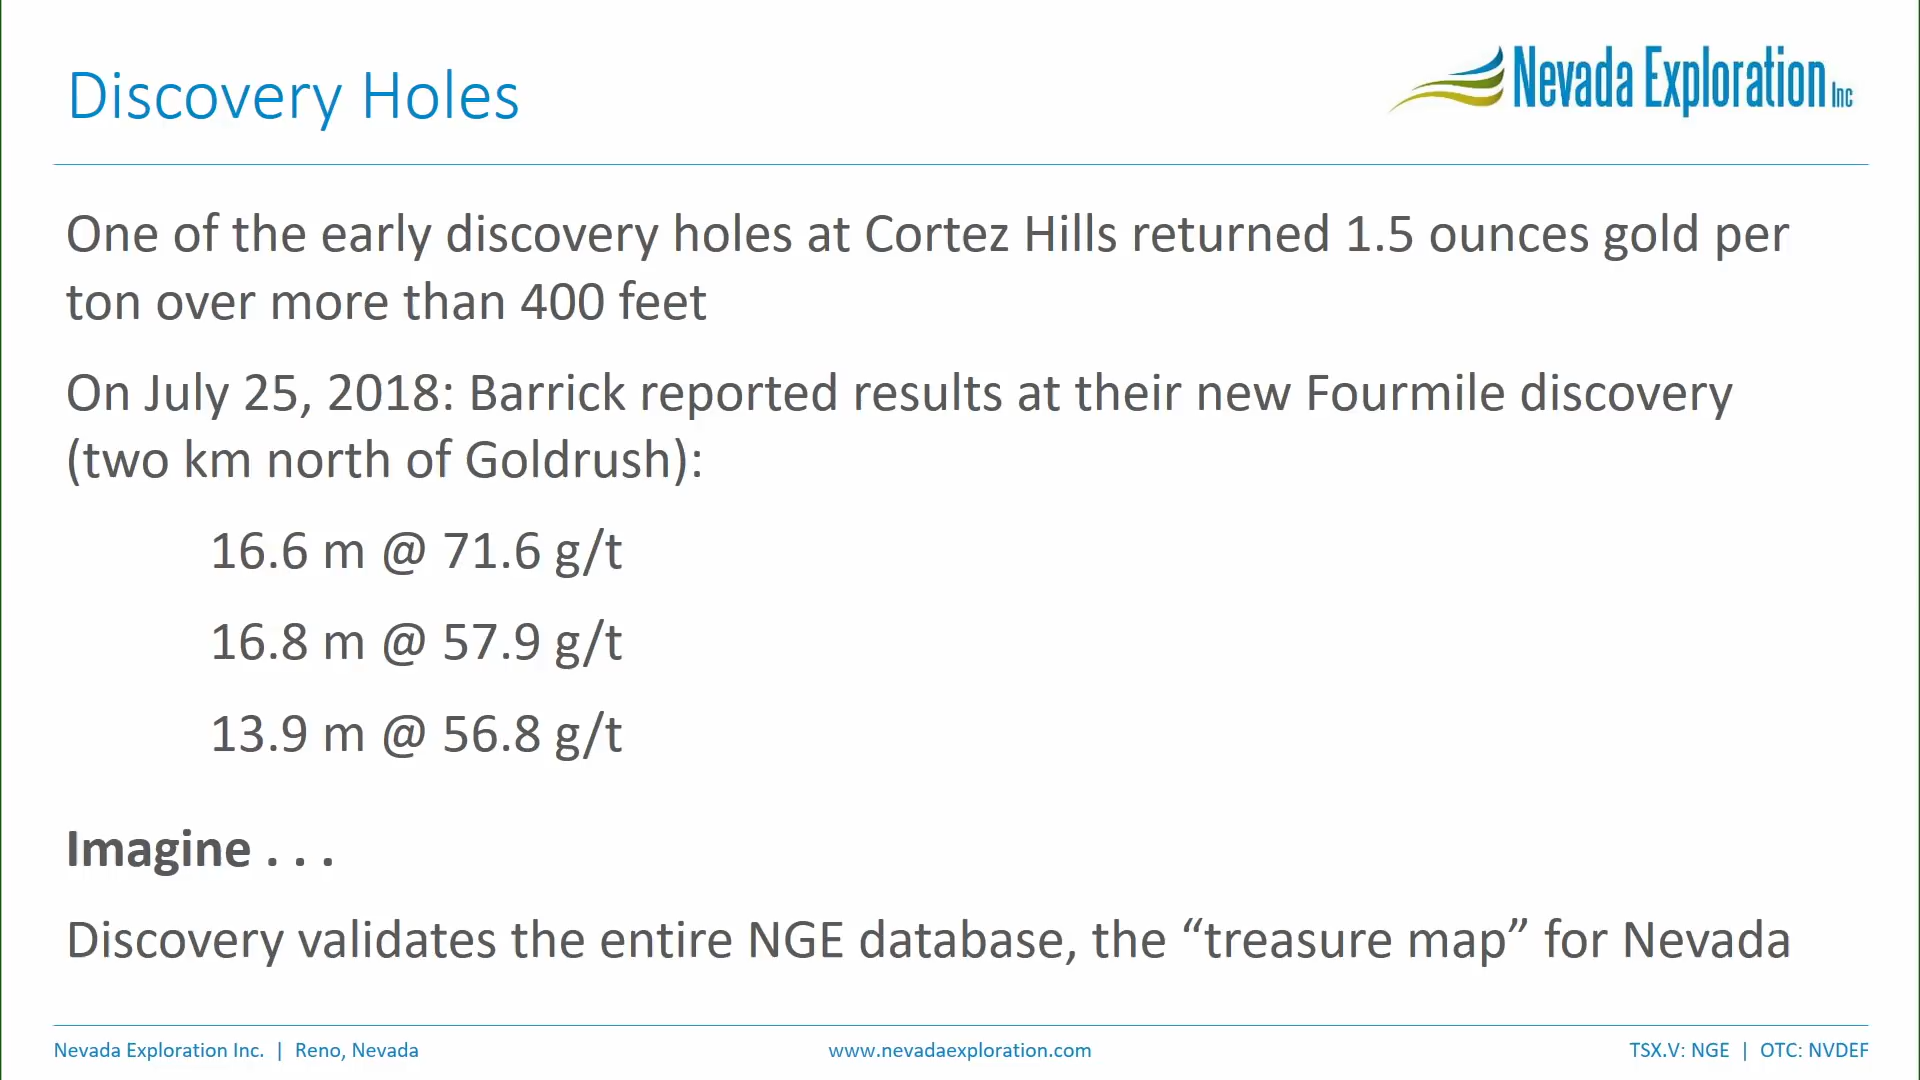 Discovery Holes
Nevada Exploration Inc
One of the early discovery holes at Cortez Hills returned 1.5 ounces gold per
ton over more than 400 feet
On July 25, 2018: Barrick reported results at their new Fourmile discovery
(two km north of Goldrush):
16.6 m @ 71.6 g/t
16.8 m @ 57.9 g/t
13.9 m @ 56.8 g/t
Imagine . . .
Discovery validates the entire NGE database, the “treasure map” for Nevada
Nevada Exploration Inc. | Reno, Nevada
www.nevadaexploration.com
TSX.V: NGE | OTC: NVDEF